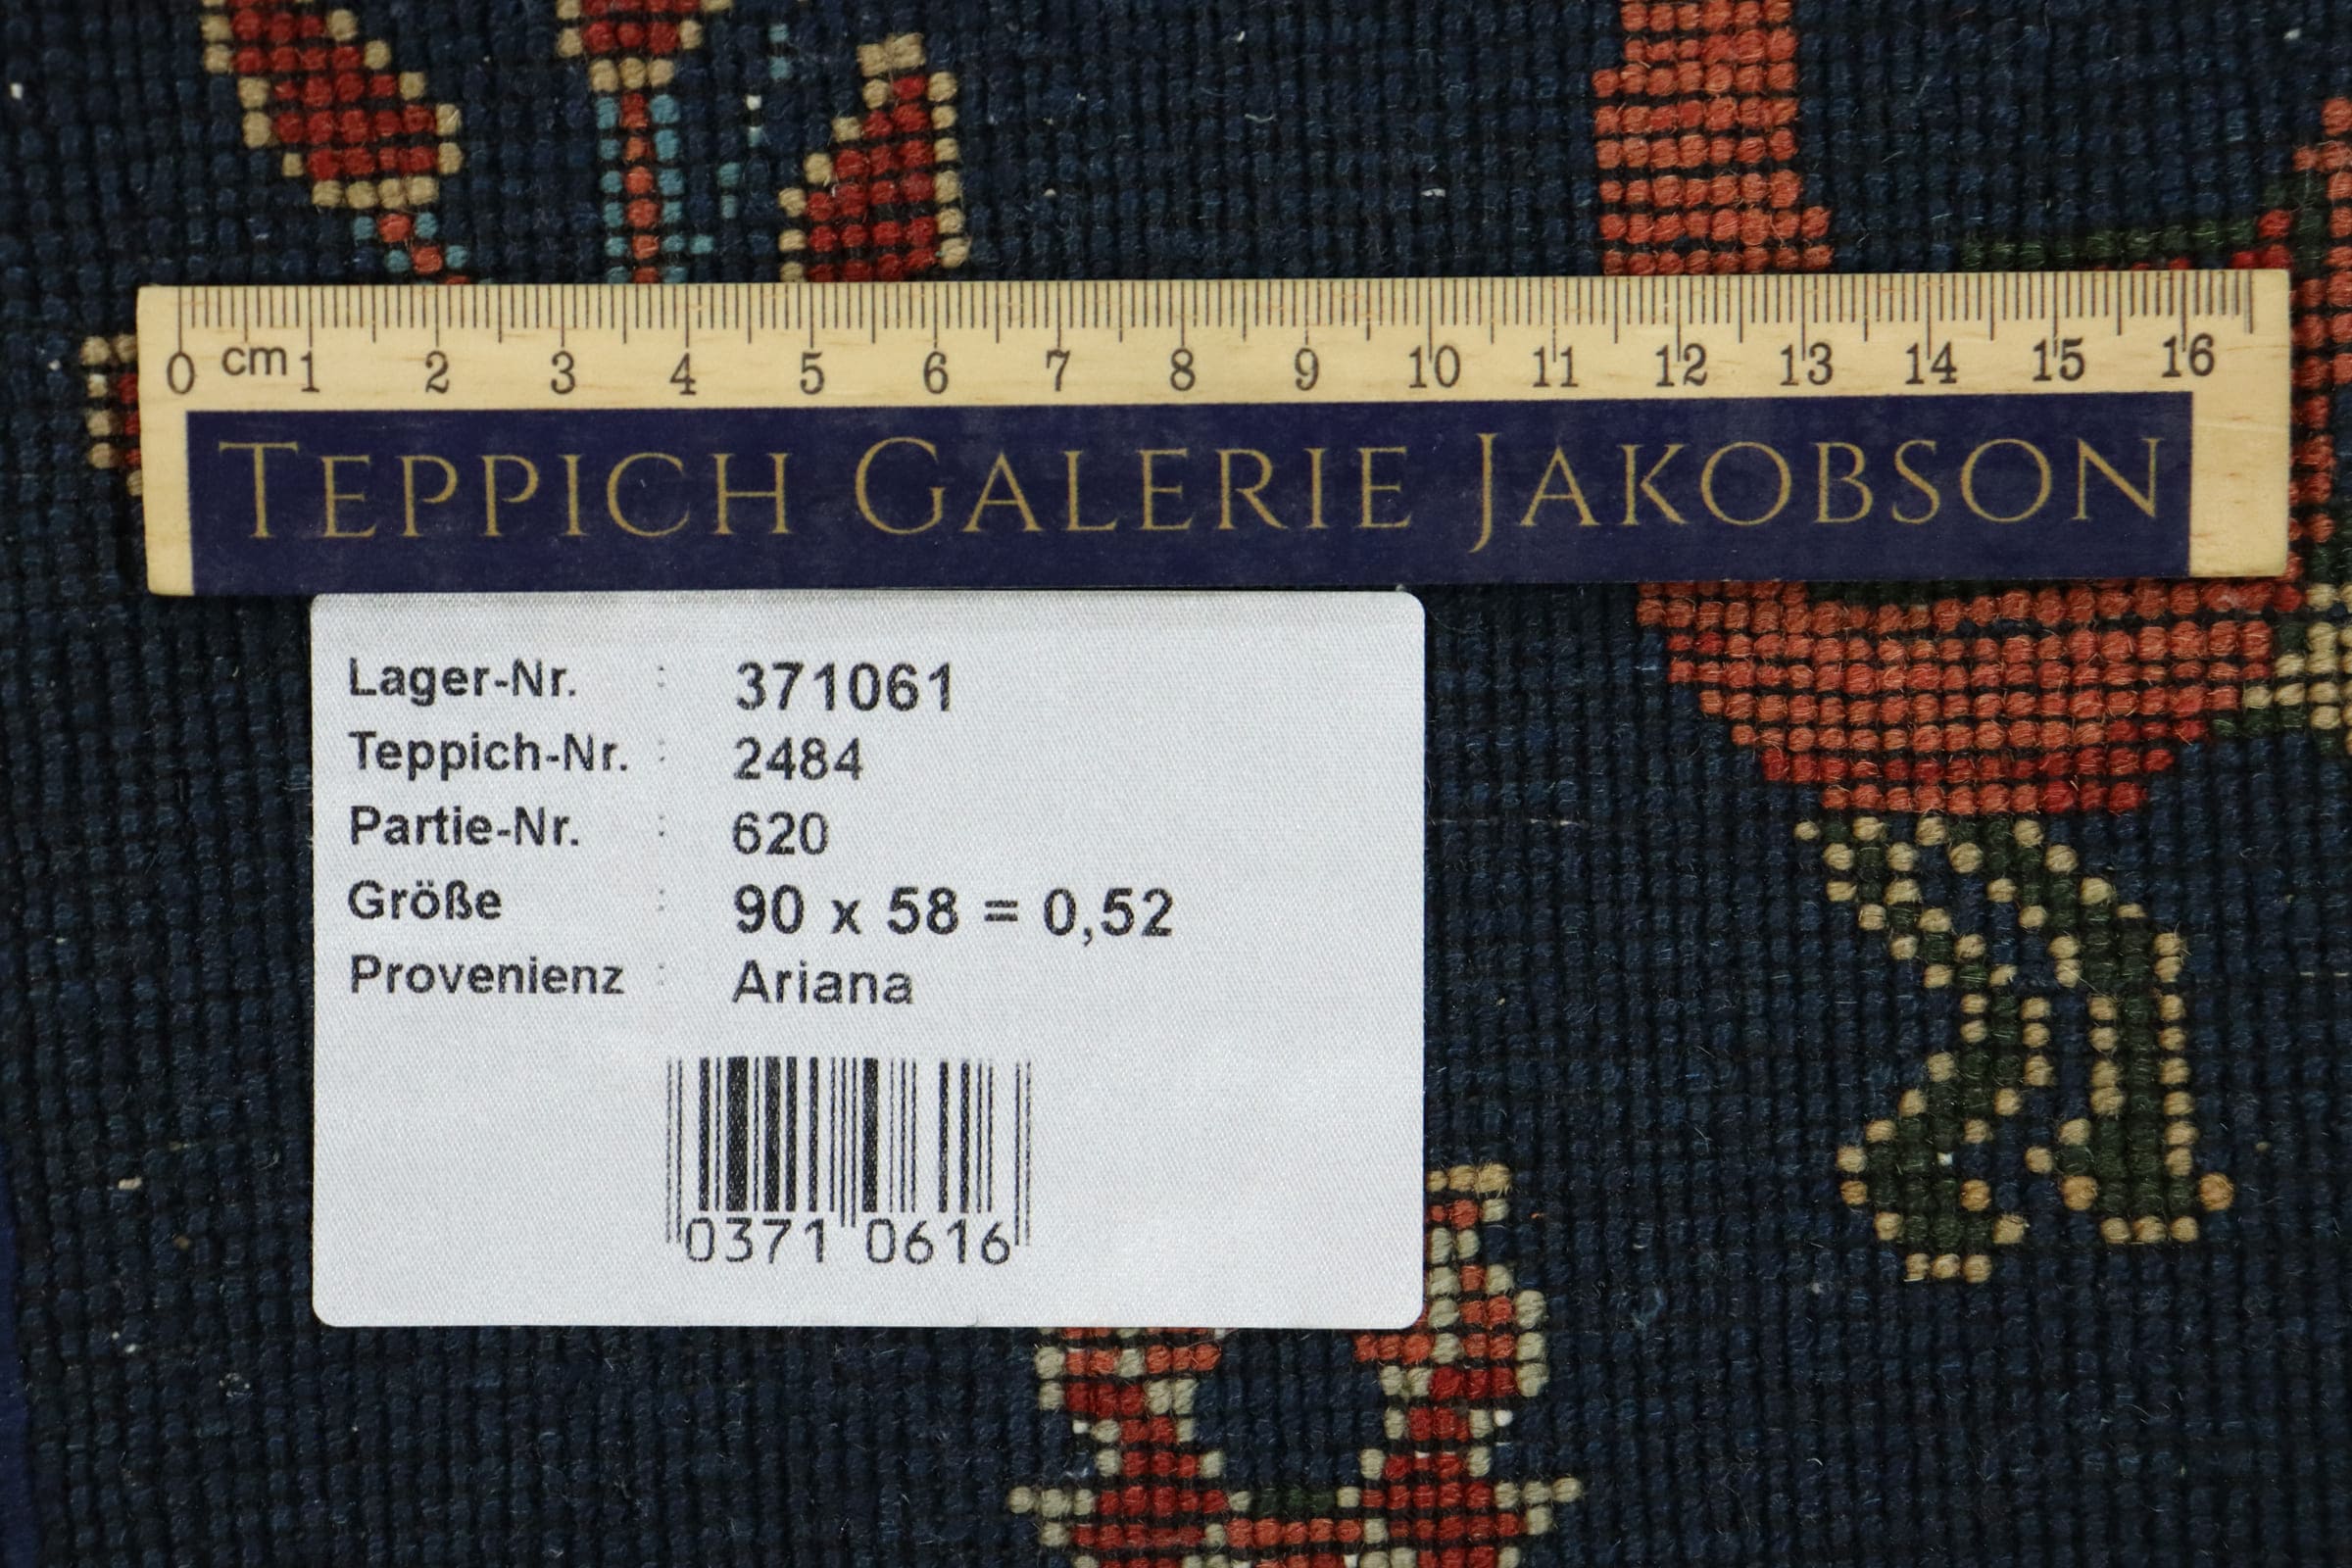 0 cm 1 2 3 4 5 6 7 8 9 10 11 12 13 14 15 16
TEPPICH GALERIE JAKOBSON
Lager-Nr. : 371061
Teppich-Nr. : 2484
Partie-Nr. : 620
Größe : 90 x 58 = 0,52
Provenienz : Ariana
0371 0616